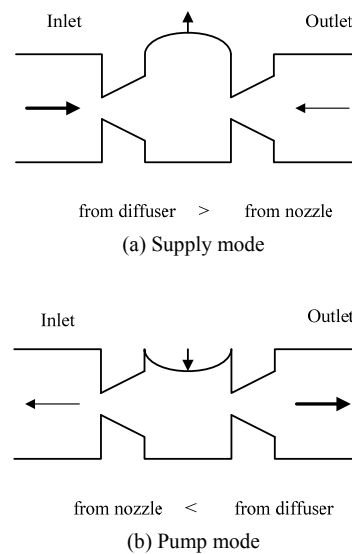 Inlet Outlet
from diffuser > from nozzle
(a) Supply mode
Inlet Outlet
from nozzle < from diffuser
(b) Pump mode